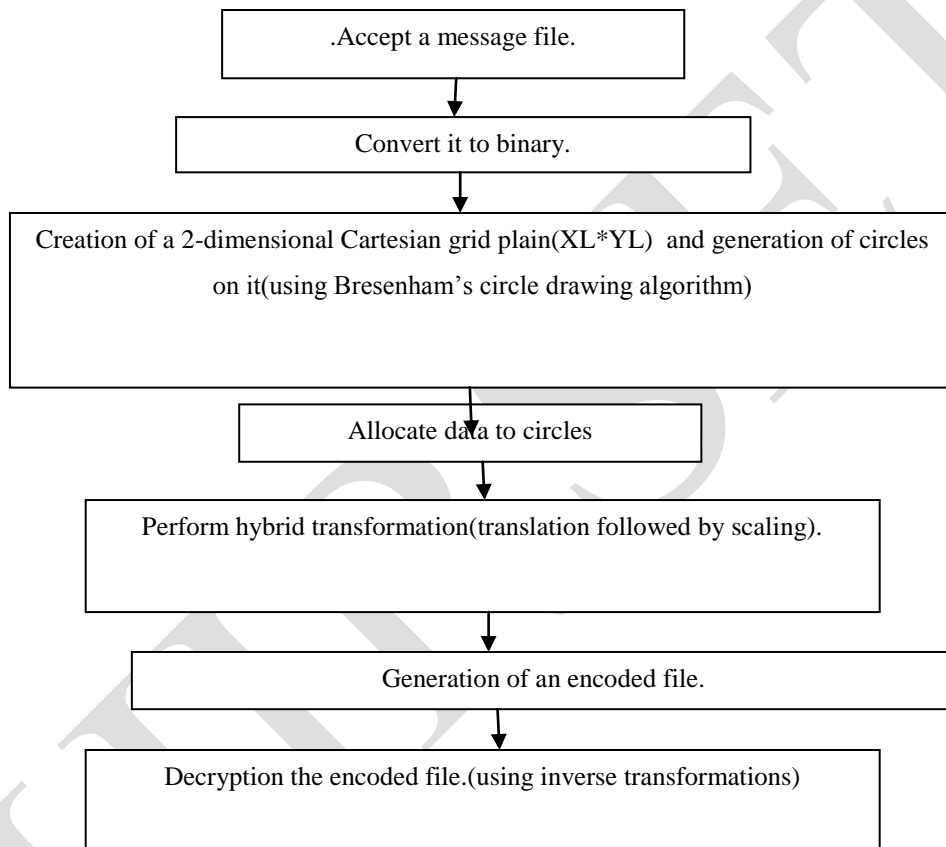 .Accept a message file.
Convert it to binary.
Creation of a 2-dimensional Cartesian grid plain(XL*YL) and generation of circles
on it(using Bresenham's circle drawing algorithm)
Allocate data to circles
Perform hybrid transformation(translation followed by scaling).
Generation of an encoded file.
Decryption the encoded file.(using inverse transformations)